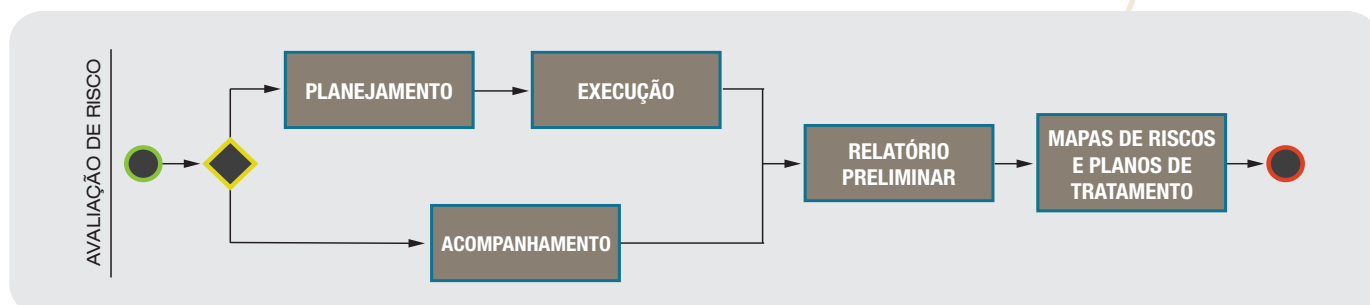 AVALIAÇÃO DE RISCO
PLANEJAMENTO
EXECUÇÃO
ACOMPANHAMENTO
RELATÓRIO
PRELIMINAR
MAPAS DE RISCOS
E PLANOS DE
TRATAMENTO